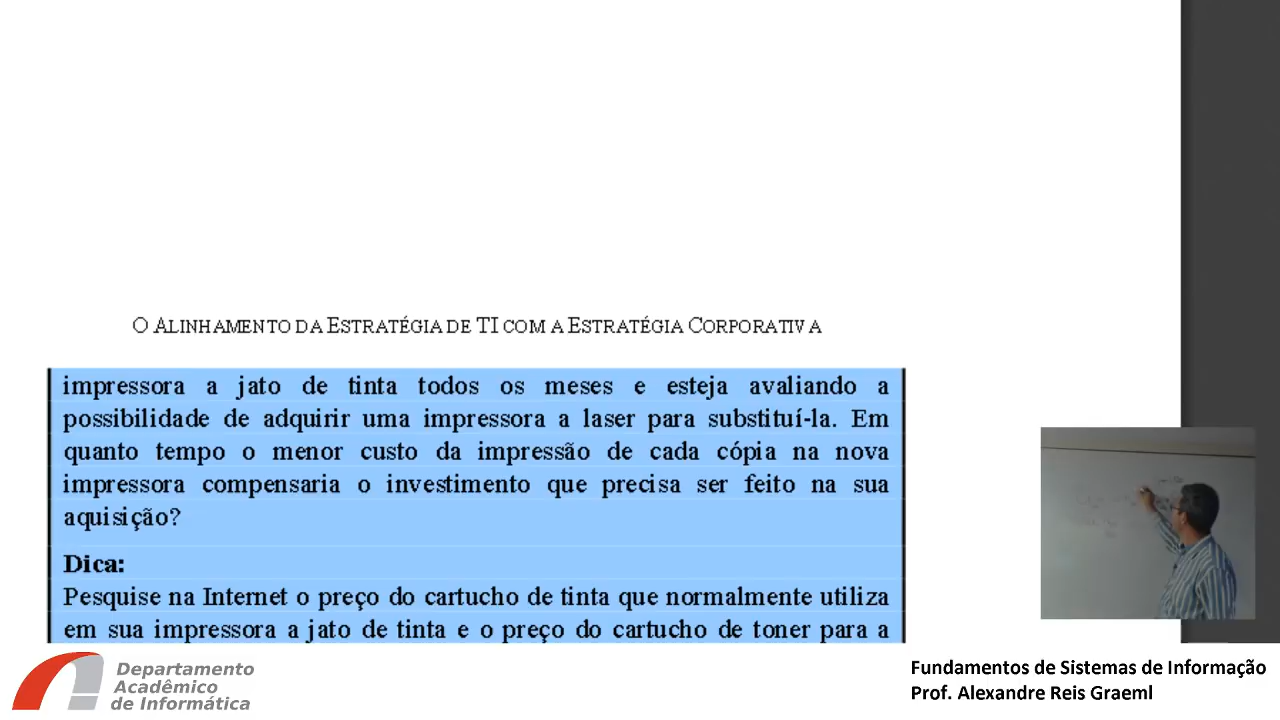 O ALINHAMENTO DA ESTRATÉGIA DE TI COM A ESTRATÉGIA CORPORATIVA
impressora a jato de tinta todos os meses e esteja avaliando a
possibilidade de adquirir uma impressora a laser para substituí-la. Em
quanto tempo o menor custo da impressão de cada cópia na nova
impressora compensaria o investimento que precisa ser feito na sua
aquisição?
Dica:
Pesquise na Internet o preço do cartucho de tinta que normalmente utiliza
em sua impressora a jato de tinta e o preço do cartucho de toner para a
Departamento
Acadêmico
de Informática
Fundamentos de Sistemas de Informação
Prof. Alexandre Reis Graeml